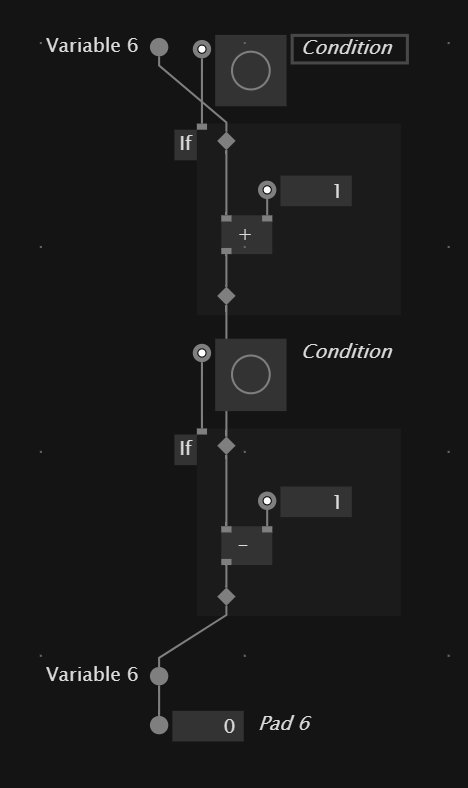 Variable 6
Condition
If
1
+
Condition
If
1
-
Variable 6
0 Pad 6